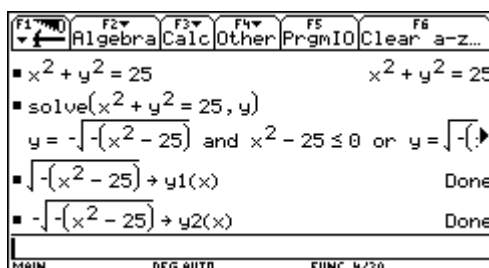 F1 F2 F3 F4 F5 F6
Algebra Calc Other PrgmIO Clear a-z…
▪ x² + y² = 25 x² + y² = 25
▪ solve(x² + y² = 25, y)
y = -√(-(x² - 25)) and x² - 25 ≤ 0 or y = √(-(
▪ √(-(x² - 25)) → y1(x) Done
▪ -√(-(x² - 25)) → y2(x) Done
MAIN DEG AUTO FUNC 4/30